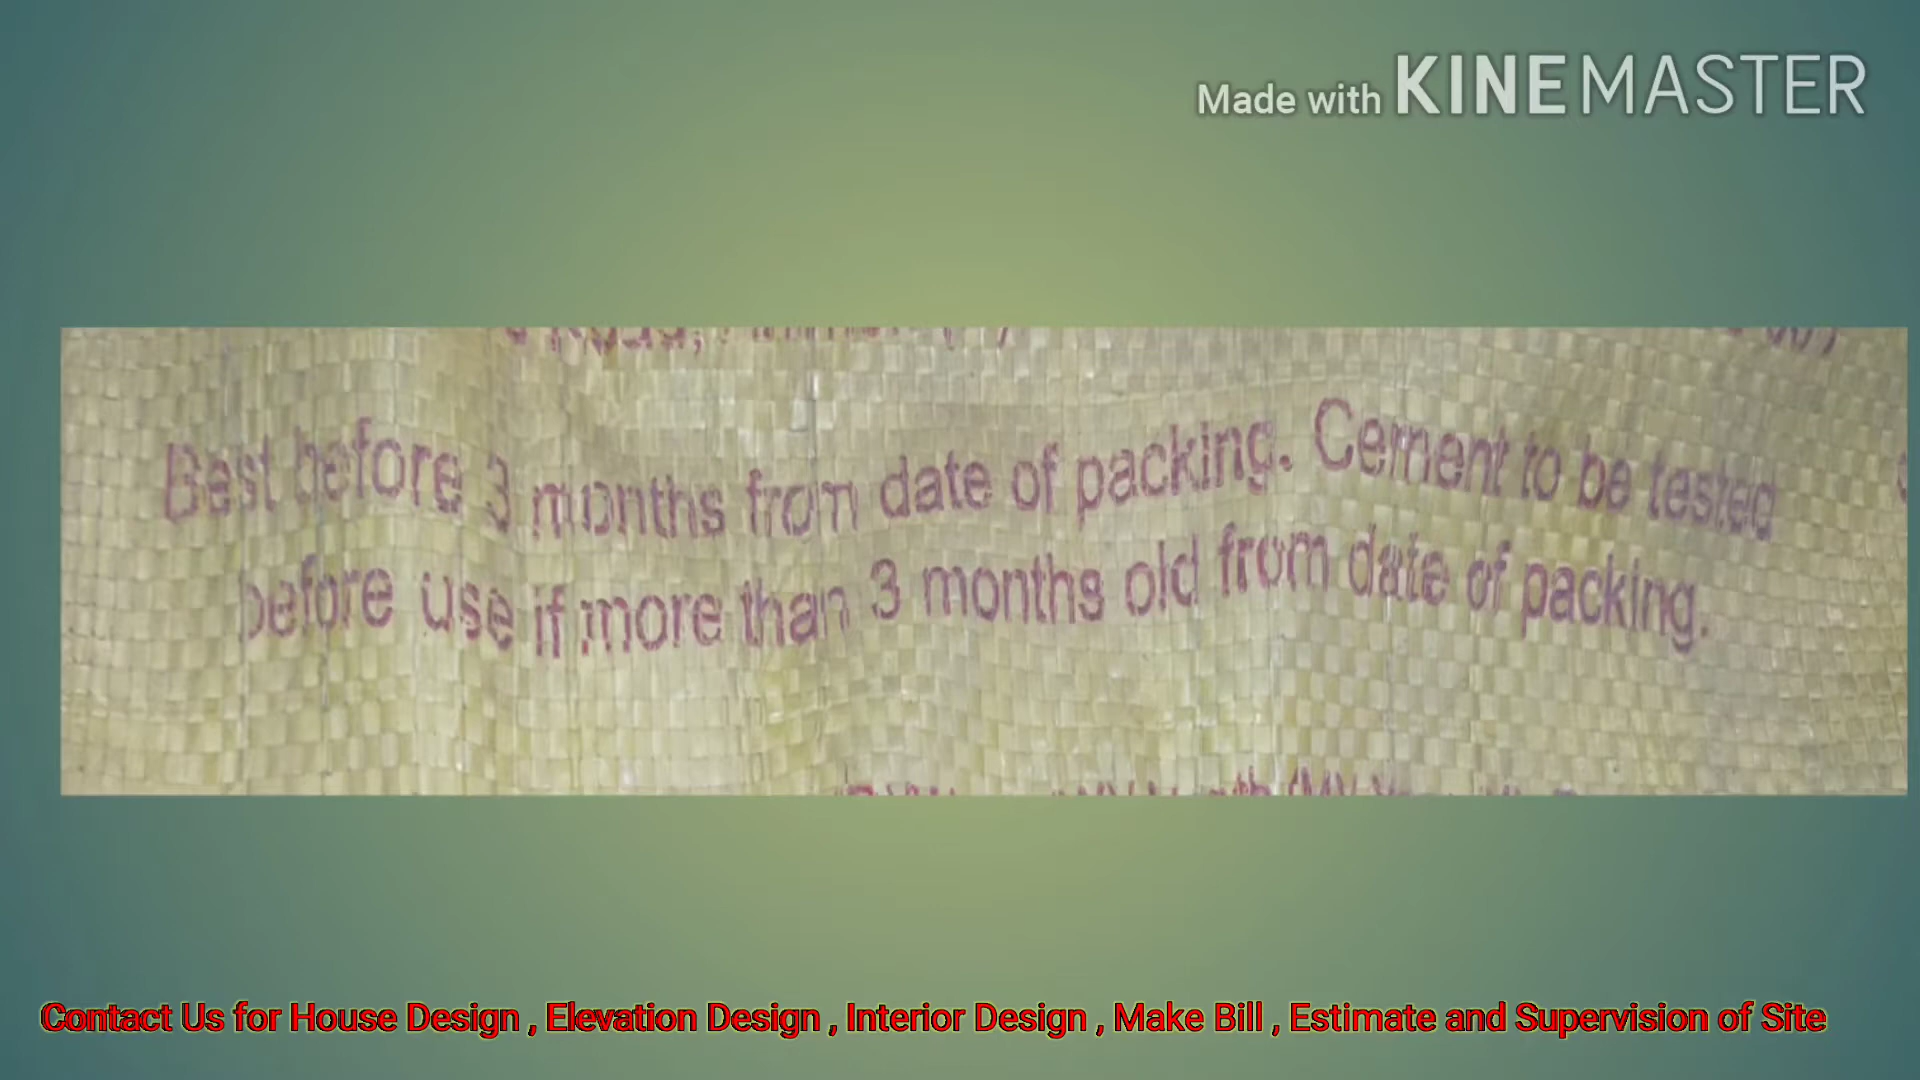 Made with KINEMASTER
Best before 3 months from date of packing. Cement to be tested
before use if more than 3 months old from date of packing.
Contact Us for House Design , Elevation Design , Interior Design , Make Bill , Estimate and Supervision of Site